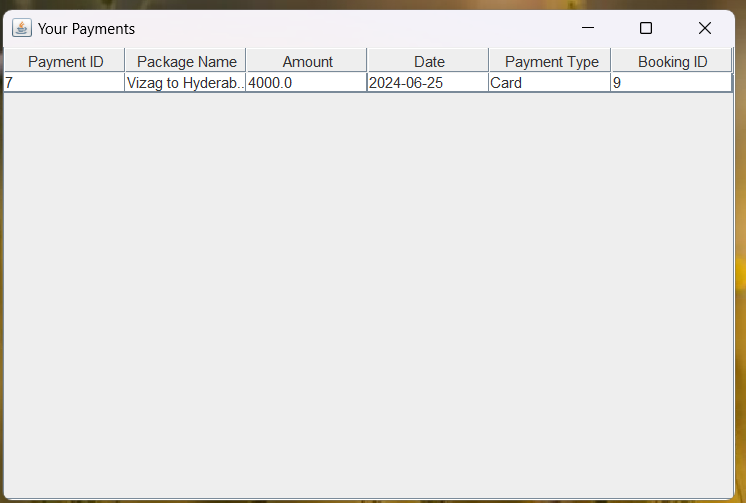 Your Payments
Payment ID Package Name Amount Date Payment Type Booking ID
7 Vizag to Hyderab... 4000.0 2024-06-25 Card 9